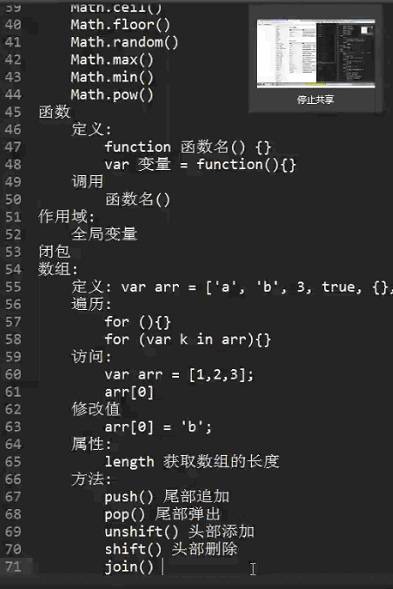 39 Math.ceil()
40 Math.floor()
41 Math.random()
42 Math.max()
43 Math.min()
44 Math.pow()
45 函数
46 定义:
47 function 函数名() {}
48 var 变量 = function(){}
49 调用
50 函数名()
51 作用域:
52 全局变量
53 闭包
54 数组:
55 定义: var arr = ['a', 'b', 3, true, {},
56 遍历:
57 for (){}
58 for (var k in arr){}
59 访问:
60 var arr = [1,2,3];
61 arr[0]
62 修改值
63 arr[0] = 'b';
64 属性:
65 length 获取数组的长度
66 方法:
67 push() 尾部追加
68 pop() 尾部弹出
69 unshift() 头部添加
70 shift() 头部删除
71 join()
停止共享